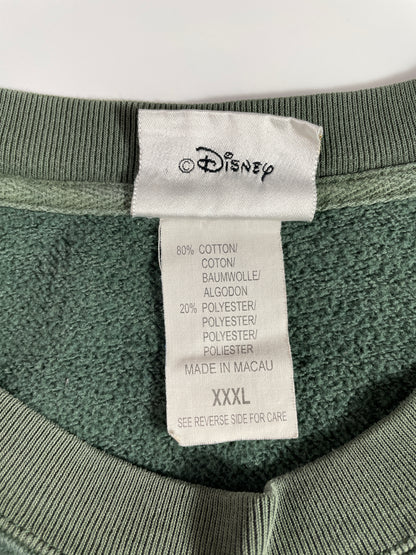 © Disney
80% COTTON/
COTON/
BAUMWOLLE/
ALGODON
20% POLYESTER/
POLYESTER/
POLYESTER/
POLIESTER
MADE IN MACAU
XXXL
SEE REVERSE SIDE FOR CARE